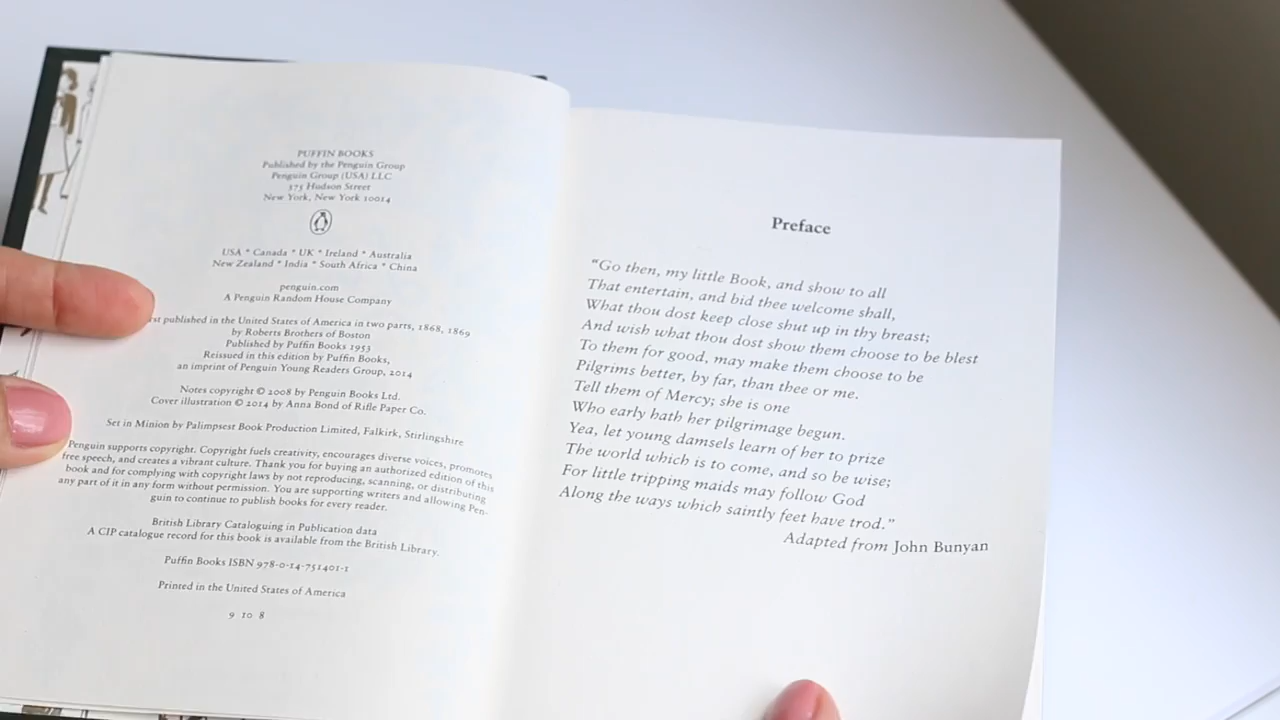 PUFFIN BOOKS
Published by the Penguin Group
Penguin Group (USA) LLC
375 Hudson Street
New York, New York 10014
USA * Canada * UK * Ireland * Australia
New Zealand * India * South Africa * China
penguin.com
A Penguin Random House Company
published in the United States of America in two parts, 1868, 1869
by Roberts Brothers of Boston
Published by Puffin Books 1953
Reissued in this edition by Puffin Books,
an imprint of Penguin Young Readers Group, 2014
Notes copyright © 2008 by Penguin Books Ltd.
Cover illustration © 2014 by Anna Bond of Rifle Paper Co.
Set in Minion by Palimpsest Book Production Limited, Falkirk, Stirlingshire
Penguin supports copyright. Copyright fuels creativity, encourages diverse voices, promotes
free speech, and creates a vibrant culture. Thank you for buying an authorized edition of this
book and for complying with copyright laws by not reproducing, scanning, or distributing
any part of it in any form without permission. You are supporting writers and allowing Pen-
guin to continue to publish books for every reader.
British Library Cataloguing in Publication data
A CIP catalogue record for this book is available from the British Library.
Puffin Books ISBN 978-0-14-751401-1
Printed in the United States of America
9 10 8
Preface
“Go then, my little Book, and show to all
That entertain, and bid thee welcome shall,
What thou dost keep close shut up in thy breast;
And wish what thou dost show them choose to be blest
To them for good, may make them choose to be
Pilgrims better, by far, than thee or me.
Tell them of Mercy; she is one
Who early hath her pilgrimage begun.
Yea, let young damsels learn of her to prize
The world which is to come, and so be wise;
For little tripping maids may follow God
Along the ways which saintly feet have trod.”
Adapted from John Bunyan